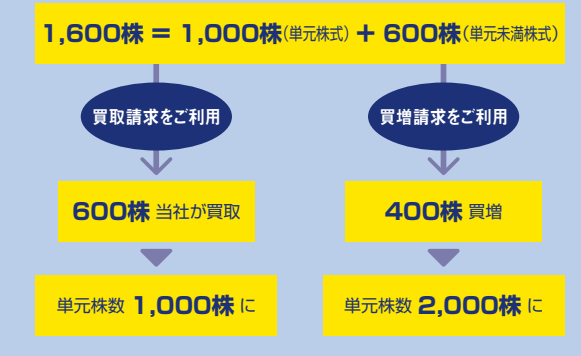 1,600株 = 1,000株(単元株式) + 600株(単元未満株式)
買取請求をご利用
600株 当社が買取
単元株数 1,000株 に
買増請求をご利用
400株 買増
単元株数 2,000株 に